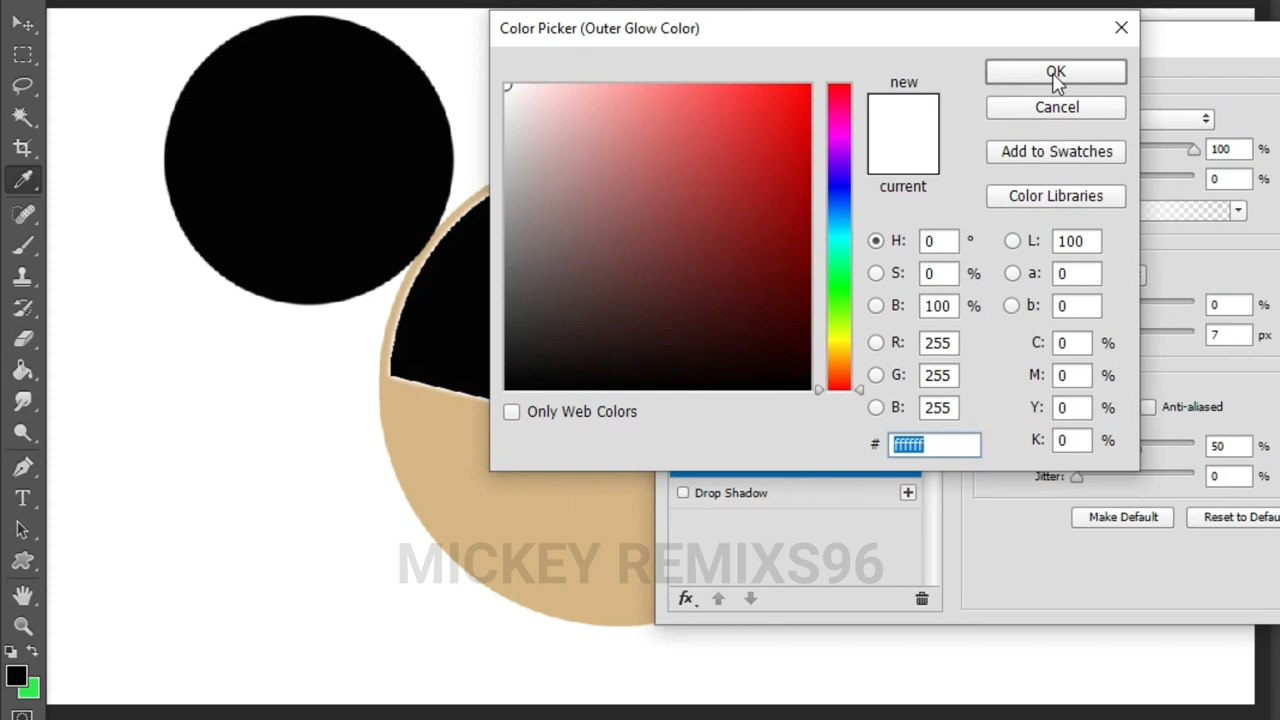 Color Picker (Outer Glow Color)
OK
new
Cancel
100 %
Add to Swatches
0 %
current
Color Libraries
H: 0 °
L: 100
S: 0 %
a: 0
B: 100 %
b: 0
0 %
R: 255
C: 0 %
7 px
G: 255
M: 0 %
Only Web Colors
B: 255
Y: 0 %
Anti-aliased
# ffffff
K: 0 %
50 %
Jitter: 0 %
Drop Shadow
Make Default
Reset to Defau
MICKEY REMIXS96
fx
T